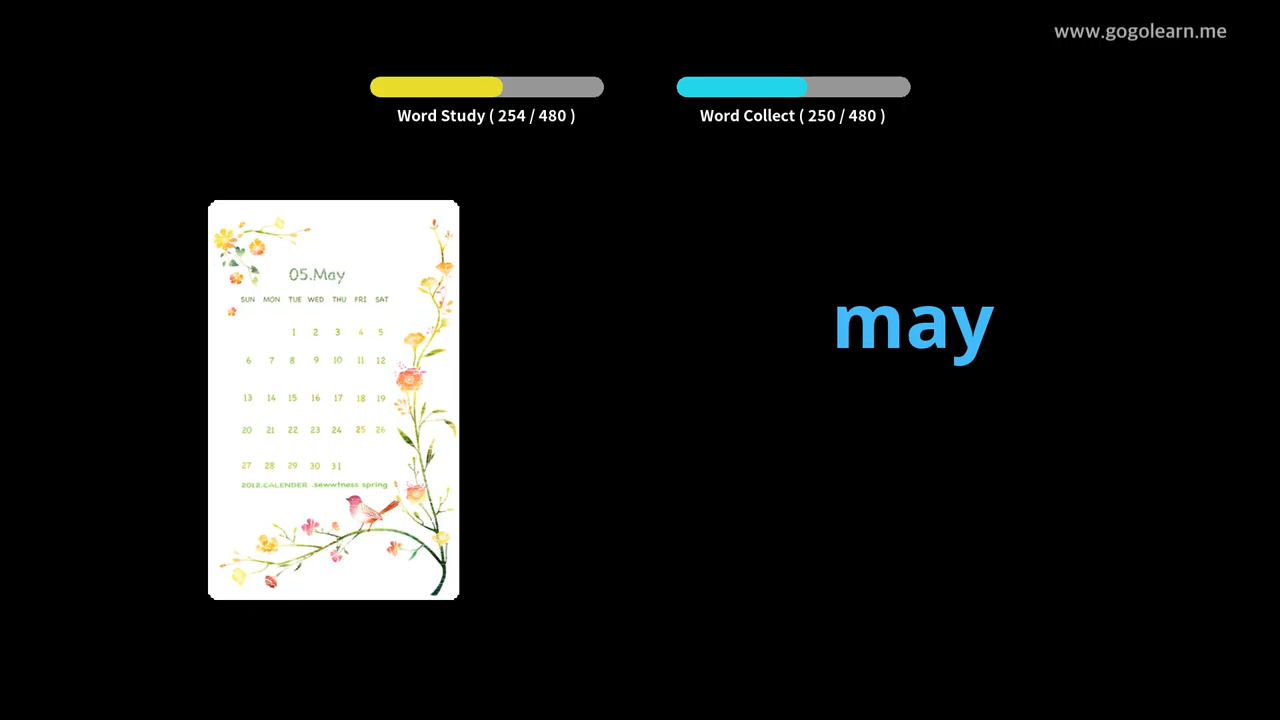 www.gogolearn.me
Word Study ( 254 / 480 )
Word Collect ( 250 / 480 )
05.May
SUN MON TUE WED THU FRI SAT
1 2 3 4 5
6 7 8 9 10 11 12
13 14 15 16 17 18 19
20 21 22 23 24 25 26
27 28 29 30 31
2012.CALENDER .sewwtness spring
may